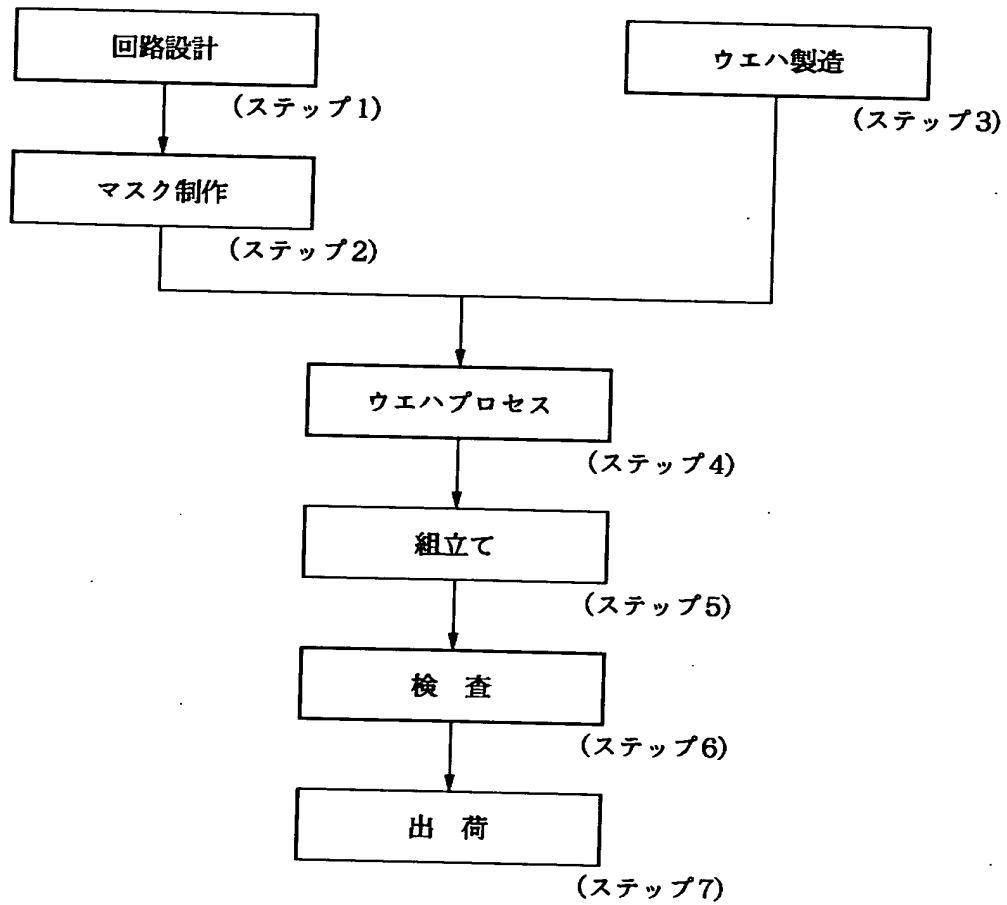 回路設計
(ステップ1)
ウエハ製造
(ステップ3)
マスク制作
(ステップ2)
ウエハプロセス
(ステップ4)
組立て
(ステップ5)
検 査
(ステップ6)
出 荷
(ステップ7)